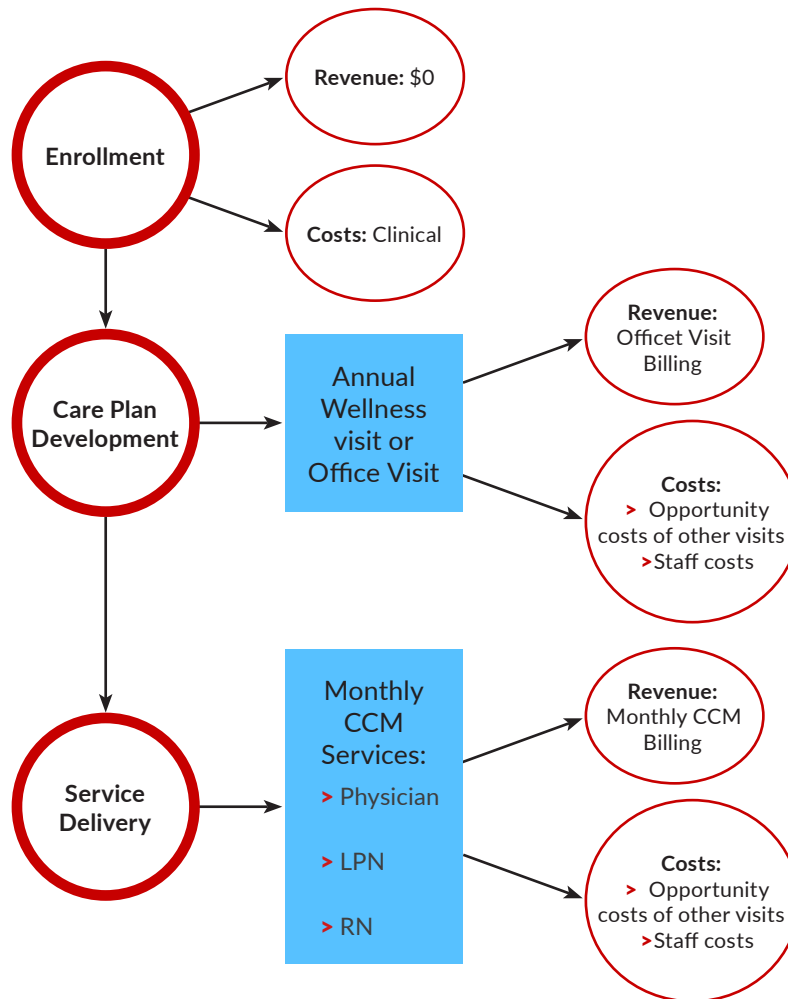 Revenue: $0
Enrollment
Costs: Clinical
Care Plan
Development
Annual
Wellness
visit or
Office Visit
Revenue:
Officet Visit
Billing
Costs:
> Opportunity
costs of other visits
>Staff costs
Service
Delivery
Monthly
CCM
Services:
> Physician
> LPN
> RN
Revenue:
Monthly CCM
Billing
Costs:
> Opportunity
costs of other visits
>Staff costs